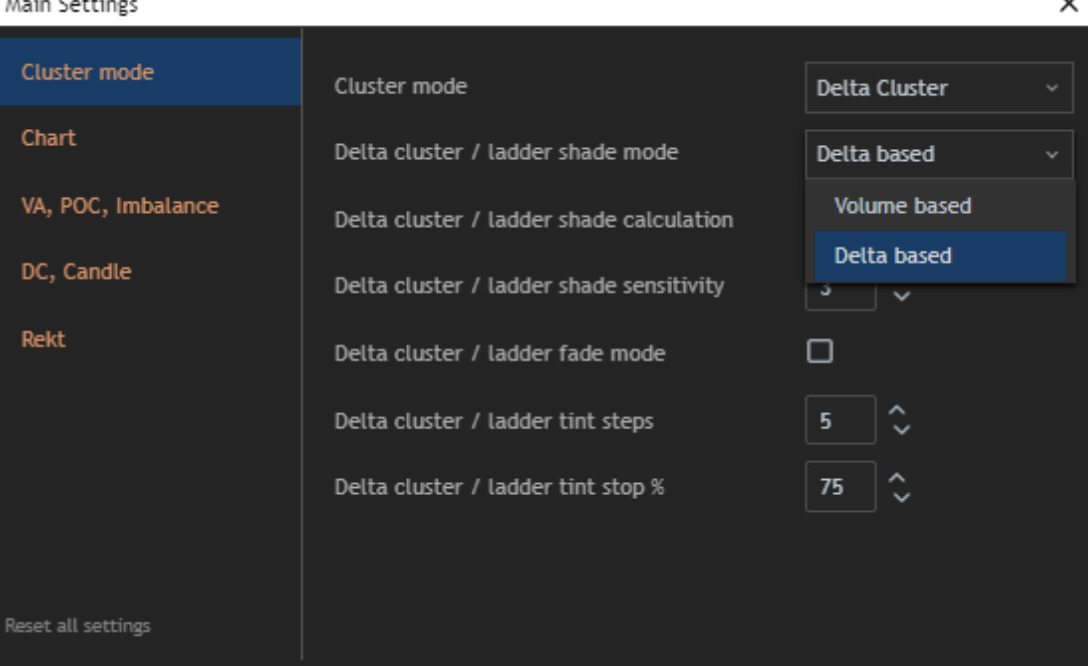 Main Settings
Cluster mode
Chart
VA, POC, Imbalance
DC, Candle
Rekt
Reset all settings
Cluster mode Delta Cluster
Delta cluster / ladder shade mode Delta based
Volume based
Delta cluster / ladder shade calculation
Delta based
Delta cluster / ladder shade sensitivity 3
Delta cluster / ladder fade mode
Delta cluster / ladder tint steps 5
Delta cluster / ladder tint stop % 75